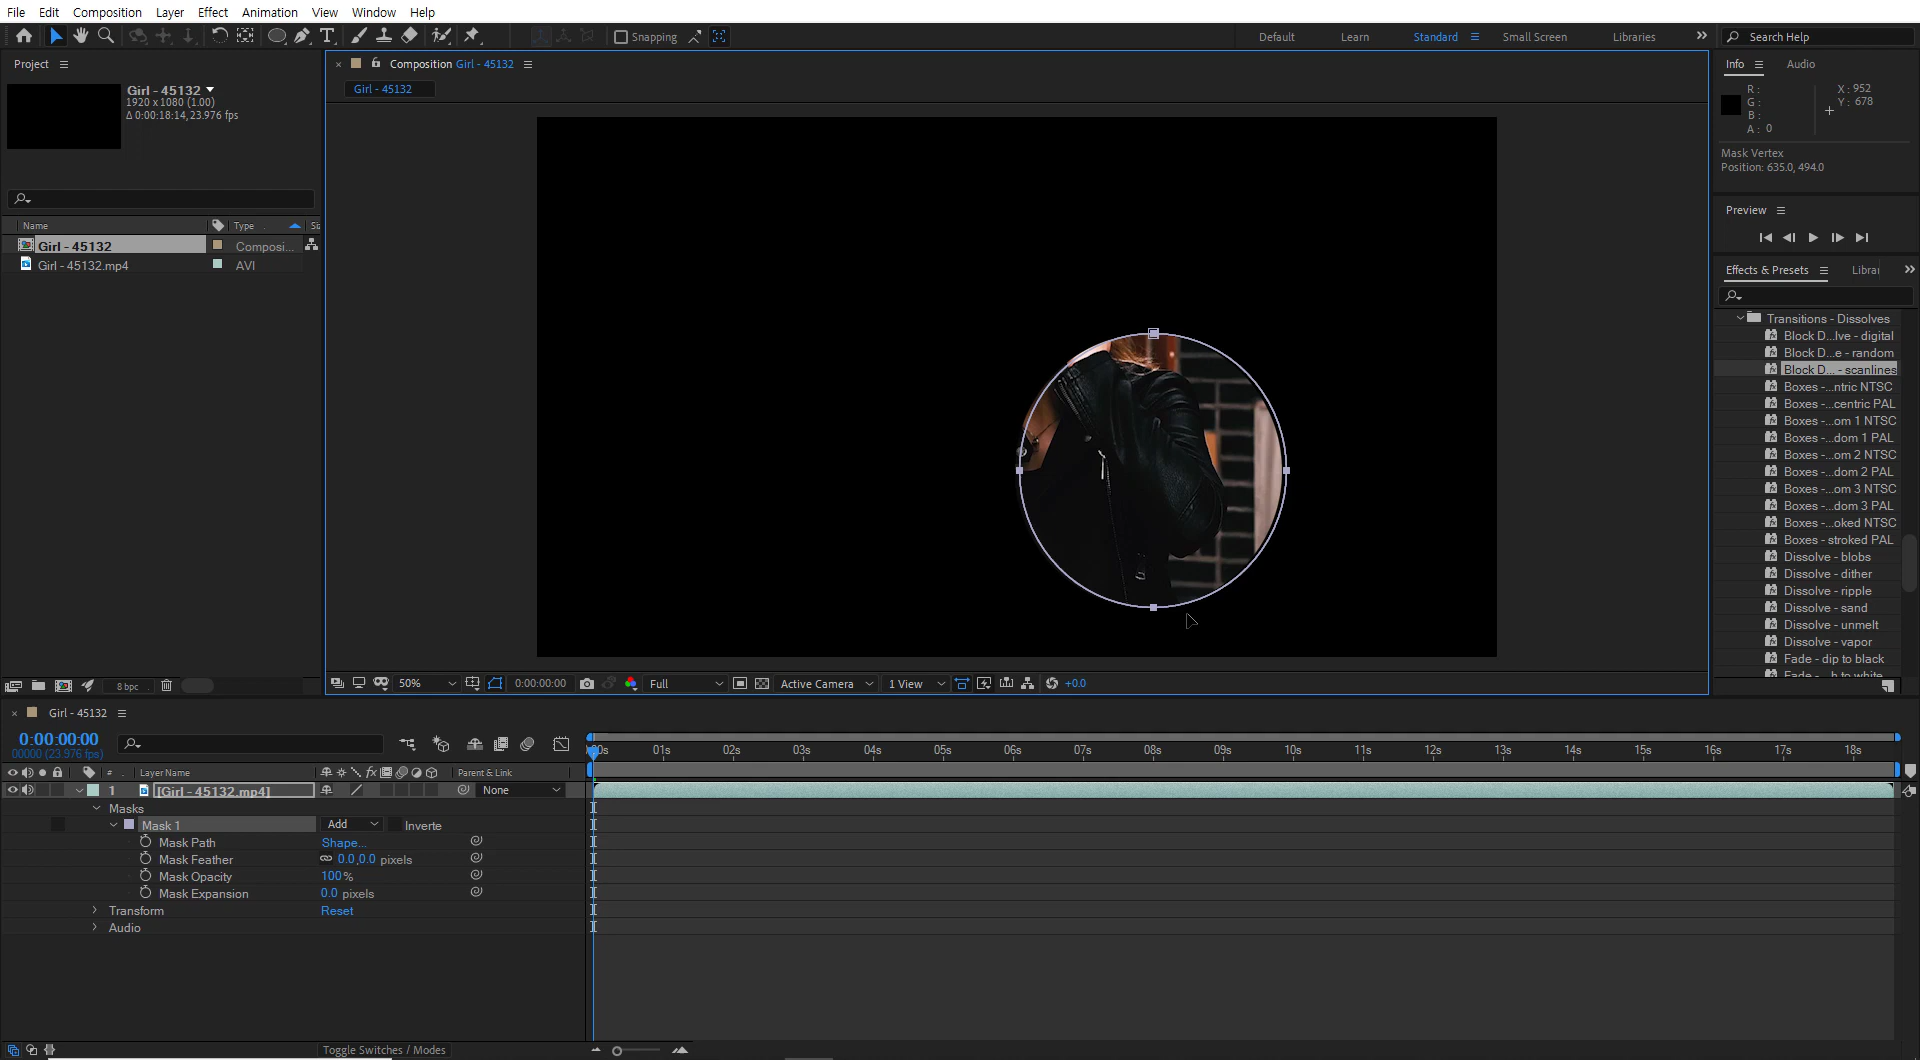 File Edit Composition Layer Effect Animation View Window Help
Snapping
Default Learn Standard Small Screen Libraries Search Help
Project
Girl - 45132
1920 x 1080 (1.00)
Δ 0:00:18:14, 23.976 fps
Name Type
Girl - 45132 Composi...
Girl - 45132.mp4 AVI
8 bpc
Composition Girl - 45132
Girl - 45132
50% 0:00:00:00 Full Active Camera 1 View +0.0
Info Audio
R : X : 952
G : Y : 678
B :
A : 0
Mask Vertex
Position: 635.0, 494.0
Preview
Effects & Presets
Transitions - Dissolves
Block D...lve - digital
Block D...e - random
Block D... - scanlines
Boxes -...ntric NTSC
Boxes -...centric PAL
Boxes -...om 1 NTSC
Boxes -...dom 1 PAL
Boxes -...om 2 NTSC
Boxes -...dom 2 PAL
Boxes -...om 3 NTSC
Boxes -...dom 3 PAL
Boxes -...oked NTSC
Boxes - stroked PAL
Dissolve - blobs
Dissolve - dither
Dissolve - ripple
Dissolve - sand
Dissolve - unmelt
Dissolve - vapor
Fade - dip to black
Girl - 45132
0:00:00:00
00000 (23.976 fps)
:00s 01s 02s 03s 04s 05s 06s 07s 08s 09s 10s 11s 12s 13s 14s 15s 16s 17s 18s
# Layer Name Parent & Link
1 [Girl - 45132.mp4] None
Masks
Mask 1 Add Inverte
Mask Path Shape...
Mask Feather 0.0,0.0 pixels
Mask Opacity 100%
Mask Expansion 0.0 pixels
Transform Reset
Audio
Toggle Switches / Modes